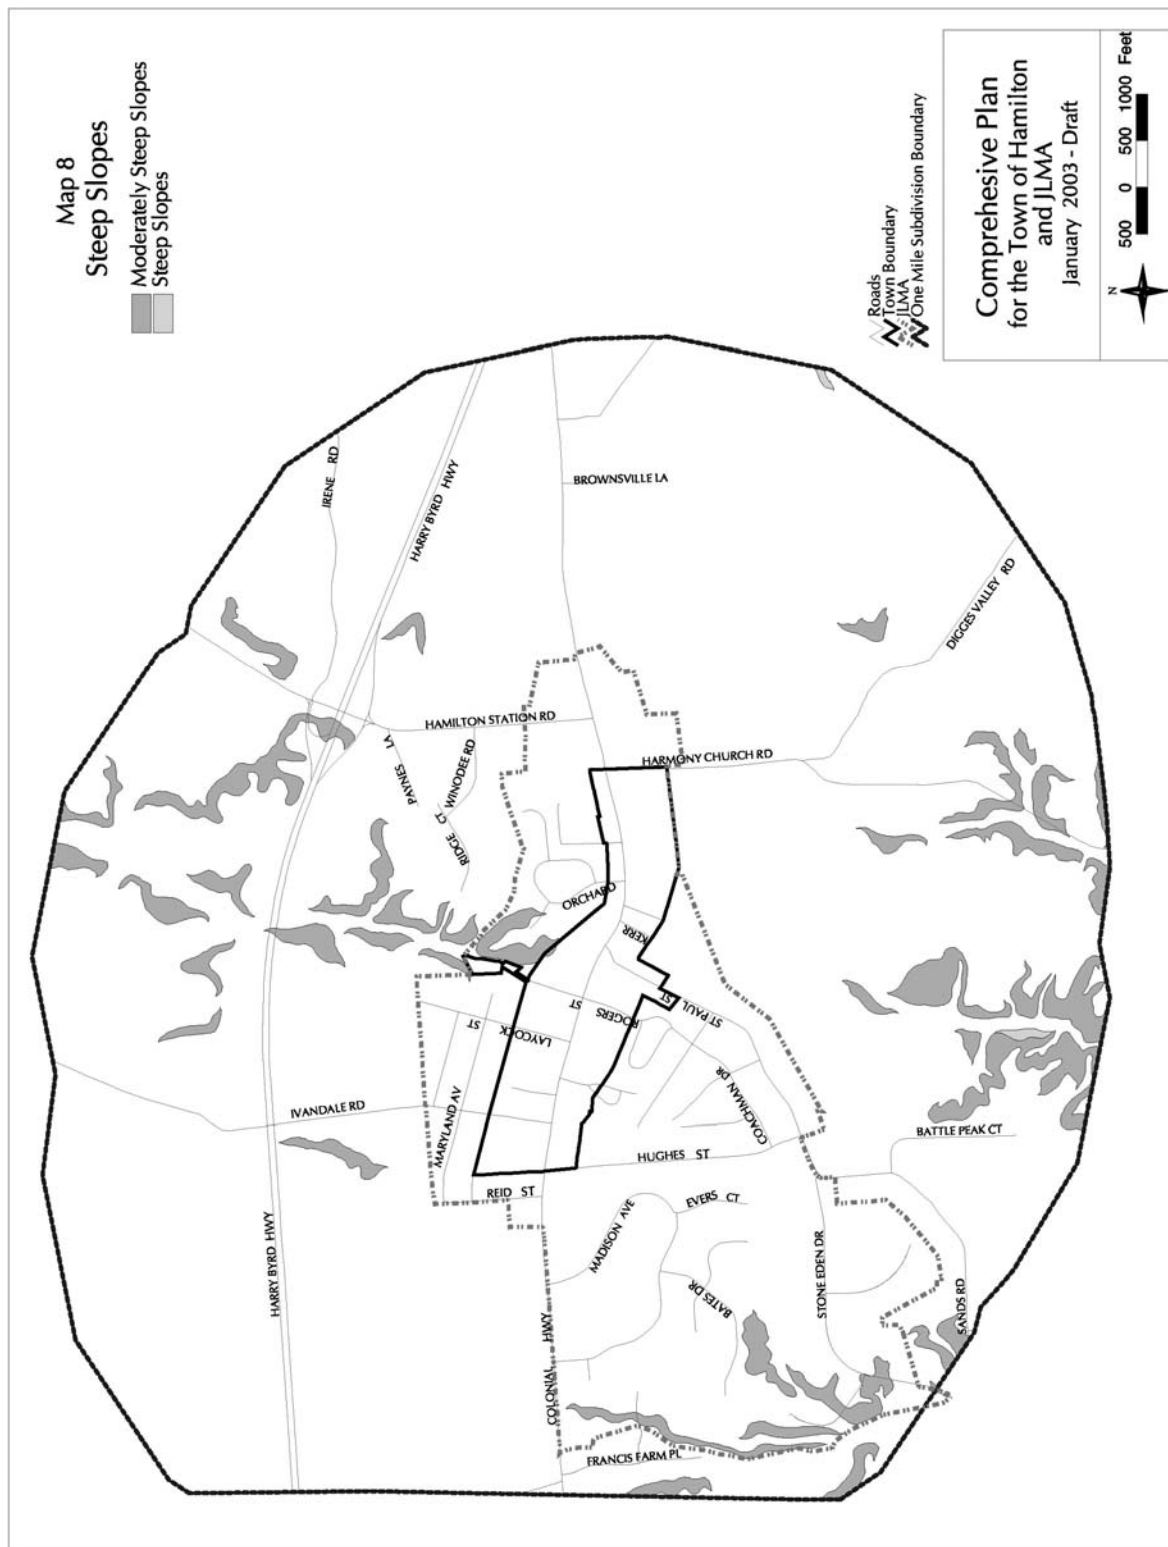 Map 8
Steep Slopes
Moderately Steep Slopes
Steep Slopes
IRENE RD
HARRY BYRD HWY
BROWNSVILLE LA
DIGGES VALLEY RD
HAMILTON STATION RD
PAYNES LA
WINODEE RD
RIDGE CT
HARMONY CHURCH RD
ORCHARD
KERR
ST PAUL ST
ROGERS ST
LAYCOCK ST
IVANDALE RD
MARYLAND AV
COACHMAN DR
HUGHES ST
BATTLE PEAK CT
REID ST
EVERS CT
MADISON AVE
HARRY BYRD HWY
STONE EDEN DR
BATES DR
SANDS RD
COLONIAL HWY
FRANCIS FARM PL
Roads
Town Boundary
JLMA
One Mile Subdivision Boundary
Comprehesive Plan
for the Town of Hamilton
and JLMA
January 2003 - Draft
N
500 0 500 1000 Feet